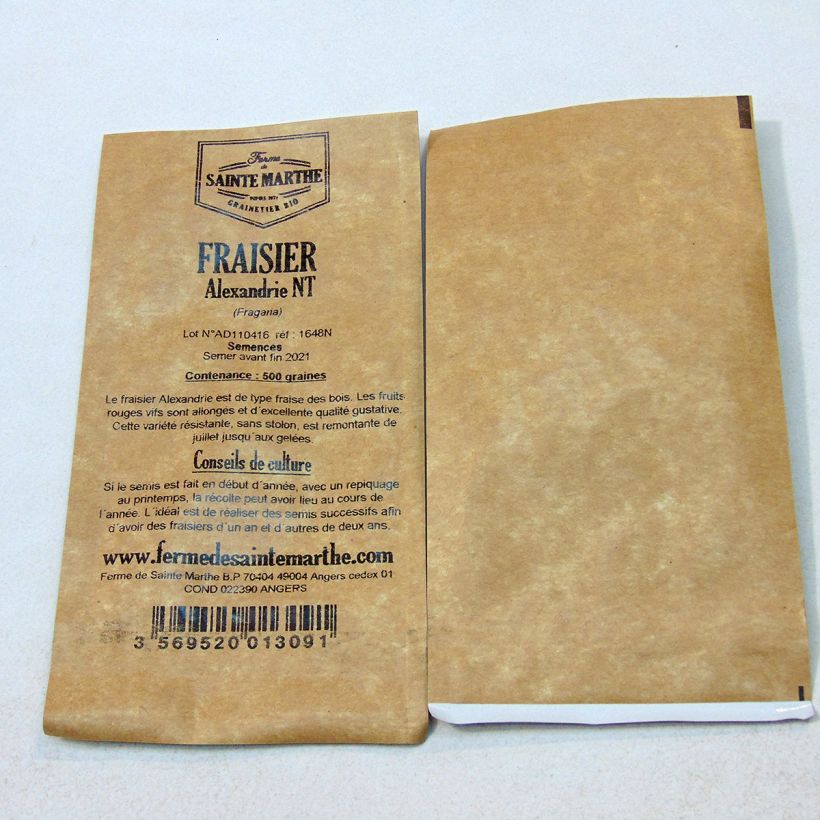 Ferme
de
SAINTE MARTHE
DEPUIS 1974
GRAINETIER BIO
FRAISIER
Alexandrie NT
(Fragaria)
Lot N°AD110416 réf : 1648N
Semences
Semer avant fin 2021
Contenance : 500 graines
Le fraisier Alexandrie est de type fraise des bois. Les fruits
rouges vifs sont allongés et d´excellente qualité gustative.
Cette variété résistante, sans stolon, est remontante de
juillet jusqu´aux gelées.
Conseils de culture
Si le semis est fait en début d´année, avec un repiquage
au printemps, la récolte peut avoir lieu au cours de
l´année. L´idéal est de réaliser des semis successifs afin
d´avoir des fraisiers d´un an et d´autres de deux ans.
www.fermedesaintemarthe.com
Ferme de Sainte Marthe B.P 70404 49004 Angers cedex 01
COND 022390 ANGERS
3 569520 013091